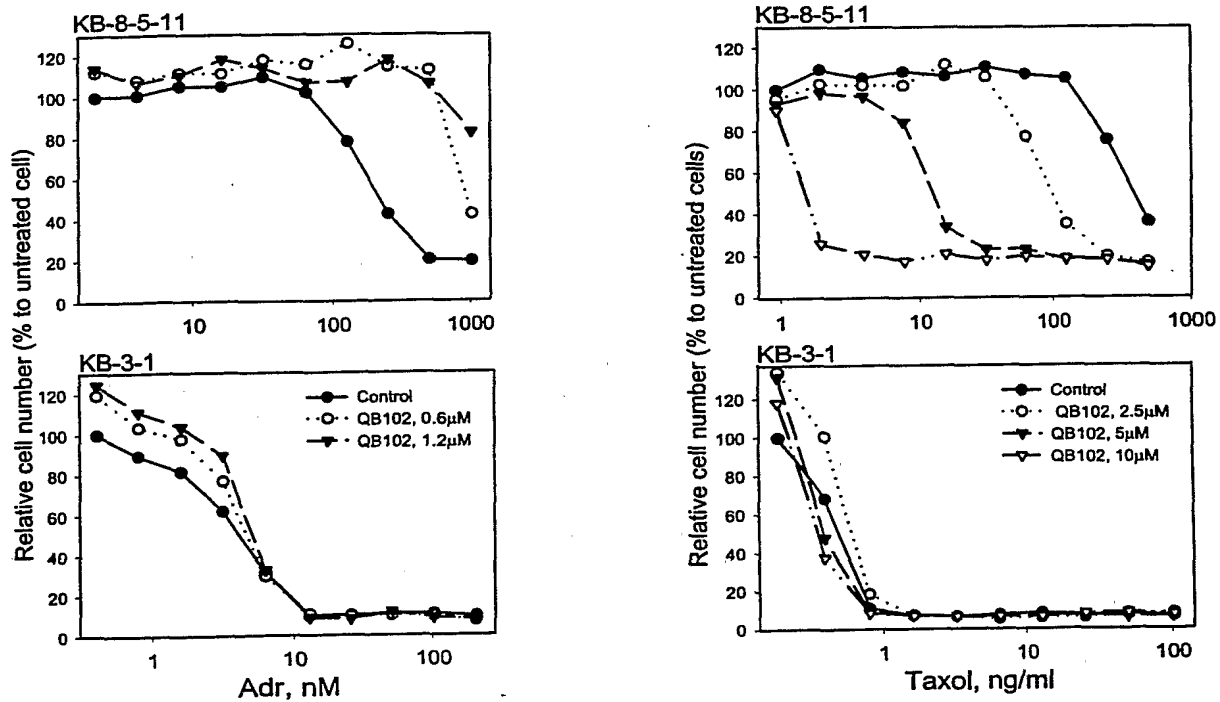 KB-8-5-11
120
100
80
60
40
20
0
10
100
1000
KB-3-1
120
100
80
60
40
20
0
1
10
100
Control
QB102, 0.6µM
QB102, 1.2µM
Relative cell number (% to untreated cell)
Adr, nM
KB-8-5-11
120
100
80
60
40
20
0
1
10
100
1000
KB-3-1
120
100
80
60
40
20
0
1
10
100
Control
QB102, 2.5µM
QB102, 5µM
QB102, 10µM
Relative cell number (% to untreated cells)
Taxol, ng/ml